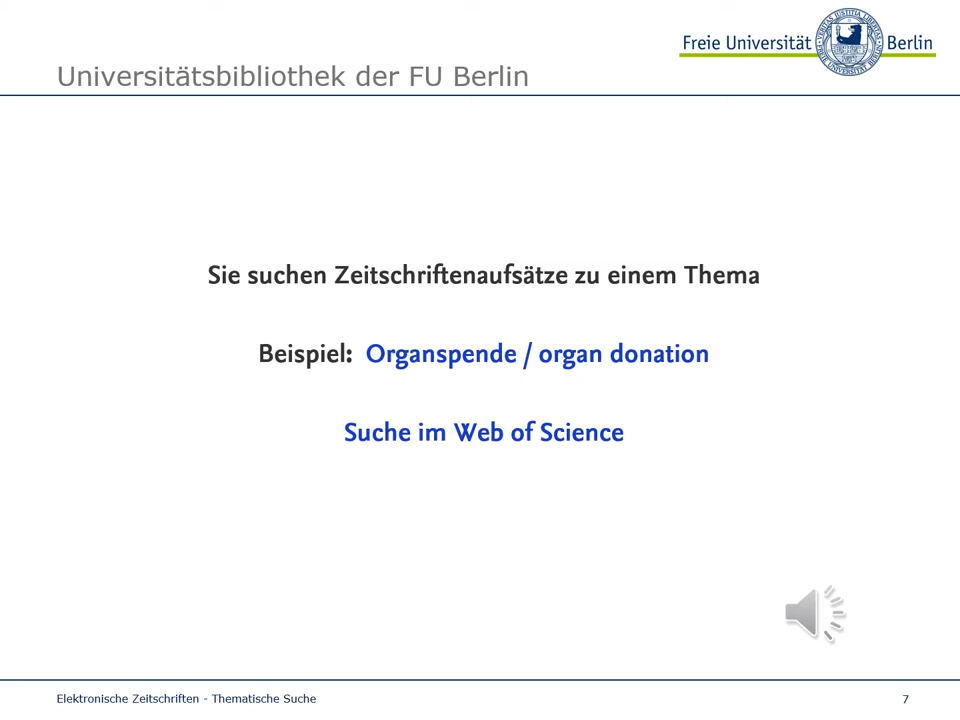 Freie Universität Berlin
Universitätsbibliothek der FU Berlin
Sie suchen Zeitschriftenaufsätze zu einem Thema
Beispiel: Organspende / organ donation
Suche im Web of Science
Elektronische Zeitschriften - Thematische Suche
7